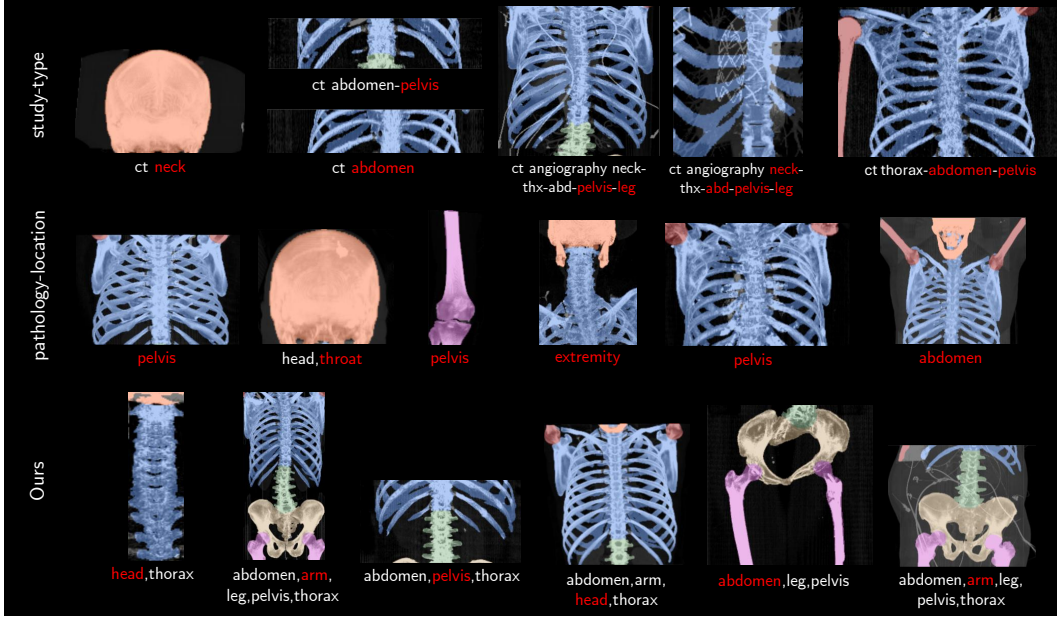 study-type
ct abdomen-pelvis
ct neck
ct abdomen
ct angiography neck-
thx-abd-pelvis-leg
ct angiography neck-
thx-abd-pelvis-leg
ct thorax-abdomen-pelvis
pathology-location
pelvis
head,throat
pelvis
extremity
pelvis
abdomen
Ours
head,thorax
abdomen,arm,
leg,pelvis,thorax
abdomen,pelvis,thorax
abdomen,arm,
head,thorax
abdomen,leg,pelvis
abdomen,arm,leg,
pelvis,thorax